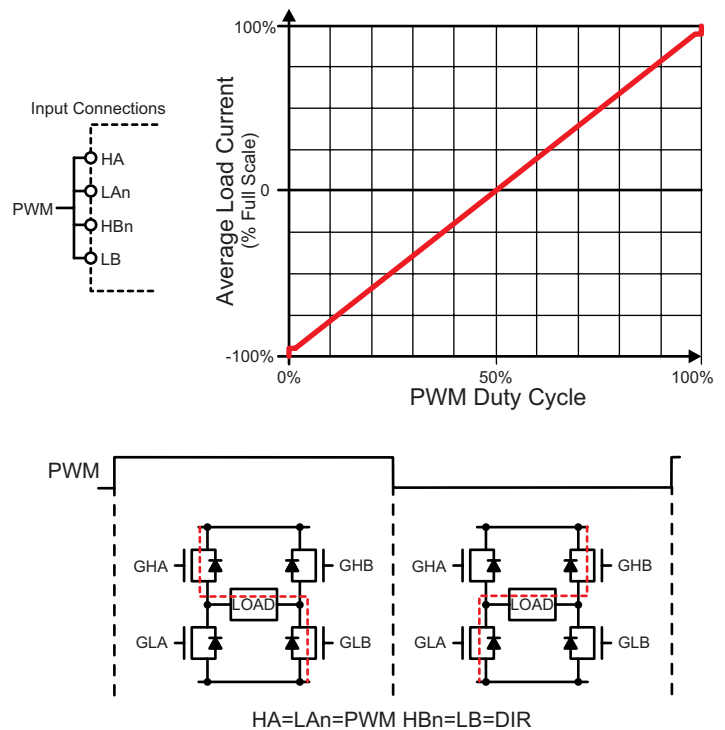 100%
0
-100%
Average Load Current
(% Full Scale)
0%
50%
100%
PWM Duty Cycle
Input Connections
PWM
HA
LAn
HBn
LB
PWM
GHA
GHB
LOAD
GLA
GLB
GHA
GHB
LOAD
GLA
GLB
HA=LAn=PWM HBn=LB=DIR